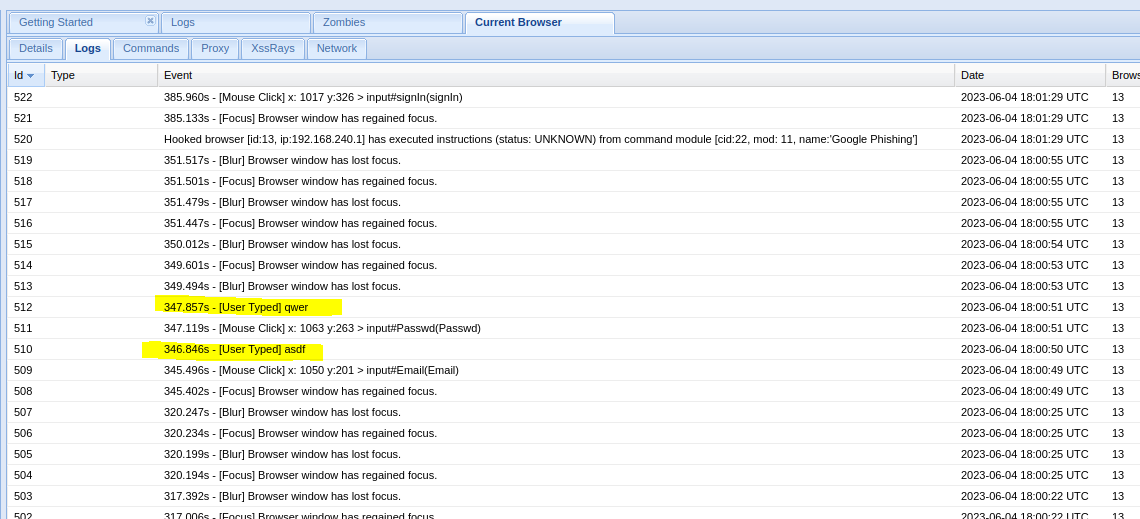 Getting Started Logs Zombies Current Browser
Details Logs Commands Proxy XssRays Network
Id Type Event Date Brows
522 385.960s - [Mouse Click] x: 1017 y:326 > input#signIn(signIn) 2023-06-04 18:01:29 UTC 13
521 385.133s - [Focus] Browser window has regained focus. 2023-06-04 18:01:29 UTC 13
520 Hooked browser [id:13, ip:192.168.240.1] has executed instructions (status: UNKNOWN) from command module [cid:22, mod: 11, name:'Google Phishing'] 2023-06-04 18:01:29 UTC 13
519 351.517s - [Blur] Browser window has lost focus. 2023-06-04 18:00:55 UTC 13
518 351.501s - [Focus] Browser window has regained focus. 2023-06-04 18:00:55 UTC 13
517 351.479s - [Blur] Browser window has lost focus. 2023-06-04 18:00:55 UTC 13
516 351.447s - [Focus] Browser window has regained focus. 2023-06-04 18:00:55 UTC 13
515 350.012s - [Blur] Browser window has lost focus. 2023-06-04 18:00:54 UTC 13
514 349.601s - [Focus] Browser window has regained focus. 2023-06-04 18:00:53 UTC 13
513 349.494s - [Blur] Browser window has lost focus. 2023-06-04 18:00:53 UTC 13
512 347.857s - [User Typed] qwer 2023-06-04 18:00:51 UTC 13
511 347.119s - [Mouse Click] x: 1063 y:263 > input#Passwd(Passwd) 2023-06-04 18:00:51 UTC 13
510 346.846s - [User Typed] asdf 2023-06-04 18:00:50 UTC 13
509 345.496s - [Mouse Click] x: 1050 y:201 > input#Email(Email) 2023-06-04 18:00:49 UTC 13
508 345.402s - [Focus] Browser window has regained focus. 2023-06-04 18:00:49 UTC 13
507 320.247s - [Blur] Browser window has lost focus. 2023-06-04 18:00:25 UTC 13
506 320.234s - [Focus] Browser window has regained focus. 2023-06-04 18:00:25 UTC 13
505 320.199s - [Blur] Browser window has lost focus. 2023-06-04 18:00:25 UTC 13
504 320.194s - [Focus] Browser window has regained focus. 2023-06-04 18:00:25 UTC 13
503 317.392s - [Blur] Browser window has lost focus. 2023-06-04 18:00:22 UTC 13
502 317.006s - [Focus] Browser window has regained focus. 2023-06-04 18:00:22 UTC 13